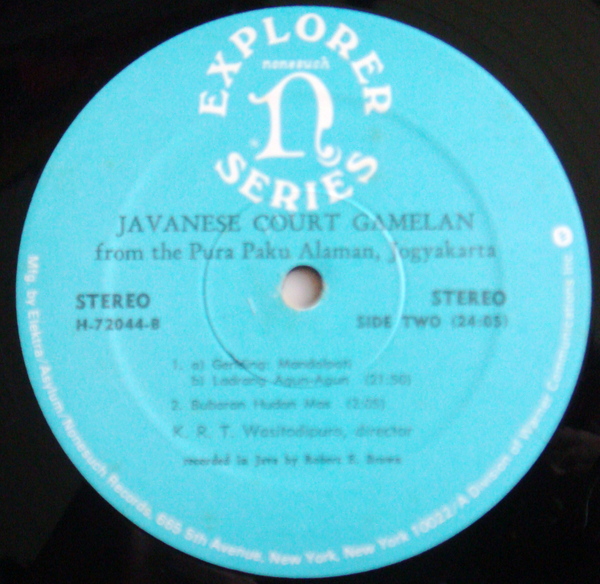 EXPLORER
nonesuch
n
SERIES
JAVANESE COURT GAMELAN
from the Pura Paku Alaman, Jogyakarta
STEREO STEREO
H-72044-B SIDE TWO (24:05)
1. a) Gending: Mandulpati
b) Ladrang Agun-Agun (21:50)
2. Bubaran Hudan Mas (2:05)
K. R. T. Wasitodipuro, director
recorded in Java by Robert E. Brown
Mfg. by Elektra/Asylum/Nonesuch Records, 665 5th Avenue, New York, New York 10022/A Division of Warner Communications Inc.